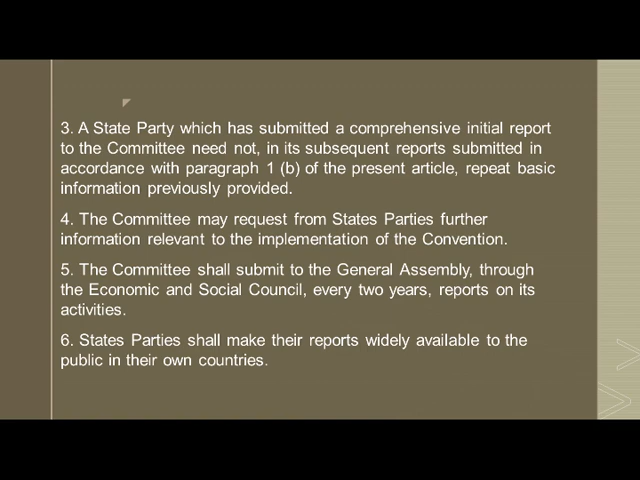 3. A State Party which has submitted a comprehensive initial report
to the Committee need not, in its subsequent reports submitted in
accordance with paragraph 1 (b) of the present article, repeat basic
information previously provided.
4. The Committee may request from States Parties further
information relevant to the implementation of the Convention.
5. The Committee shall submit to the General Assembly, through
the Economic and Social Council, every two years, reports on its
activities.
6. States Parties shall make their reports widely available to the
public in their own countries.